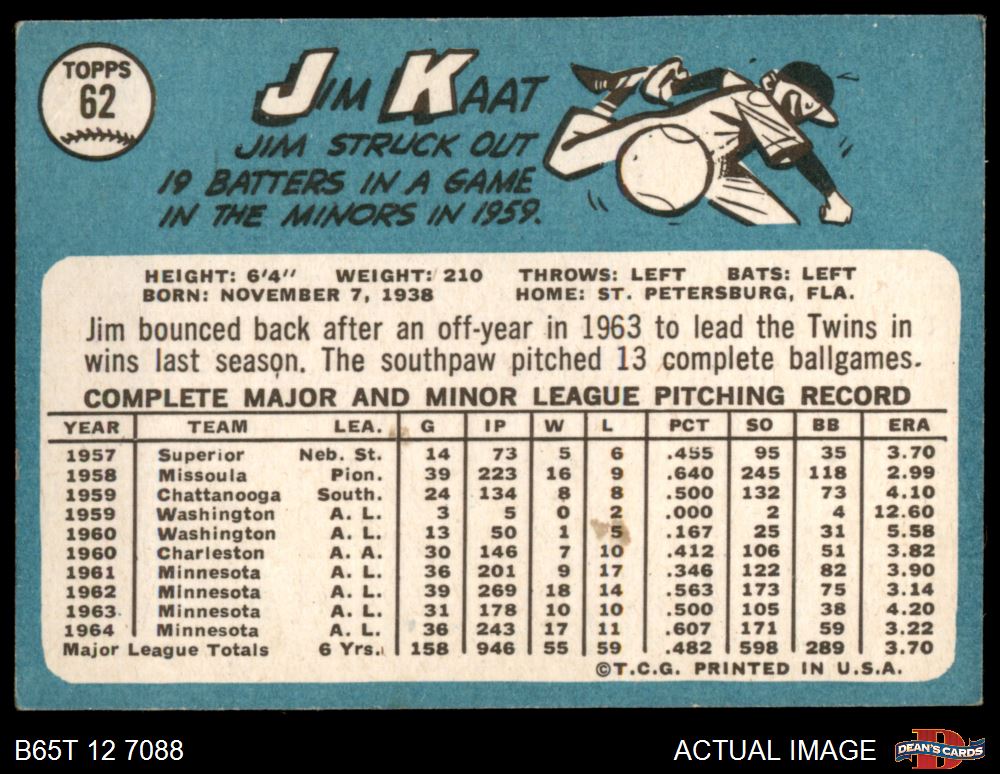 TOPPS
62
JIM KAAT
JIM STRUCK OUT
19 BATTERS IN A GAME
IN THE MINORS IN 1959.
HEIGHT: 6'4" WEIGHT: 210 THROWS: LEFT BATS: LEFT
BORN: NOVEMBER 7, 1938 HOME: ST. PETERSBURG, FLA.
Jim bounced back after an off-year in 1963 to lead the Twins in
wins last season. The southpaw pitched 13 complete ballgames.
COMPLETE MAJOR AND MINOR LEAGUE PITCHING RECORD
YEAR TEAM LEA. G IP W L PCT SO BB ERA
1957 Superior Neb. St. 14 73 5 6 .455 95 35 3.70
1958 Missoula Pion. 39 223 16 9 .640 245 118 2.99
1959 Chattanooga South. 24 134 8 8 .500 132 73 4.10
1959 Washington A. L. 3 5 0 2 .000 2 4 12.60
1960 Washington A. L. 13 50 1 5 .167 25 31 5.58
1960 Charleston A. A. 30 146 7 10 .412 106 51 3.82
1961 Minnesota A. L. 36 201 9 17 .346 122 82 3.90
1962 Minnesota A. L. 39 269 18 14 .563 173 75 3.14
1963 Minnesota A. L. 31 178 10 10 .500 105 38 4.20
1964 Minnesota A. L. 36 243 17 11 .607 171 59 3.22
Major League Totals 6 Yrs. 158 946 55 59 .482 598 289 3.70
©T.C.G. PRINTED IN U.S.A.
B65T 12 7088 ACTUAL IMAGE D DEAN'S CARDS